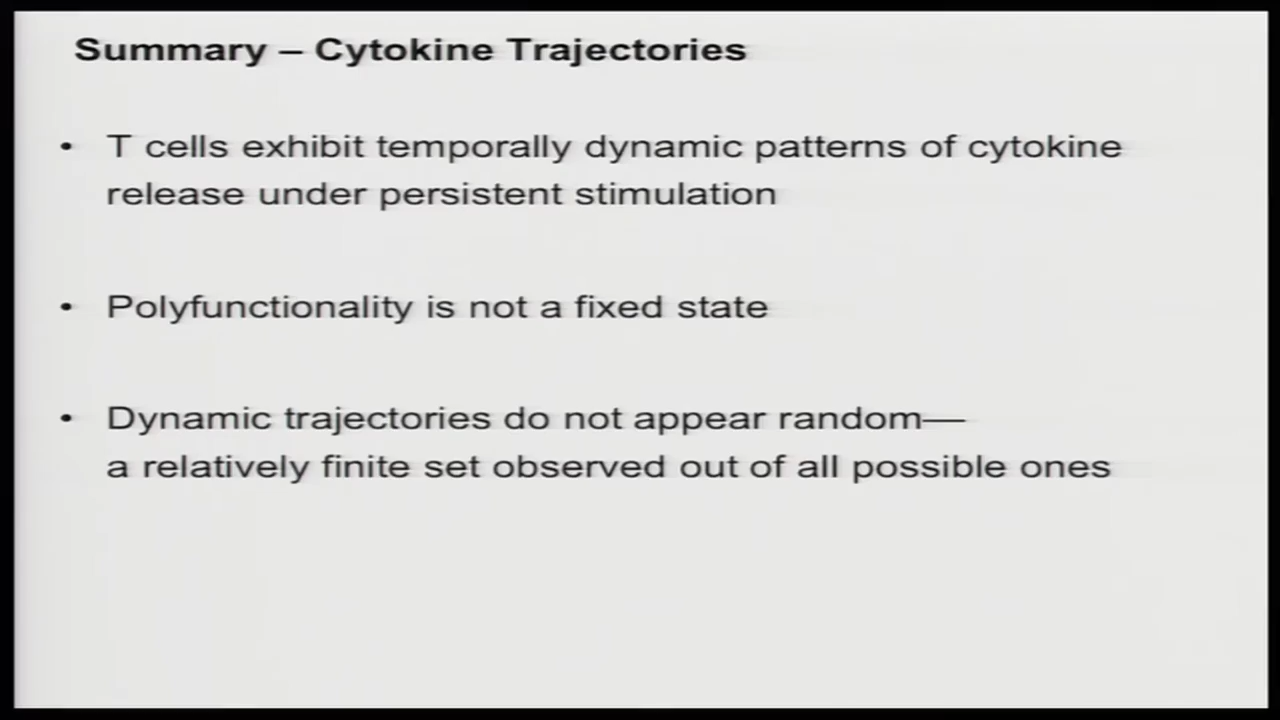 Summary – Cytokine Trajectories
• T cells exhibit temporally dynamic patterns of cytokine
release under persistent stimulation
• Polyfunctionality is not a fixed state
• Dynamic trajectories do not appear random—
a relatively finite set observed out of all possible ones